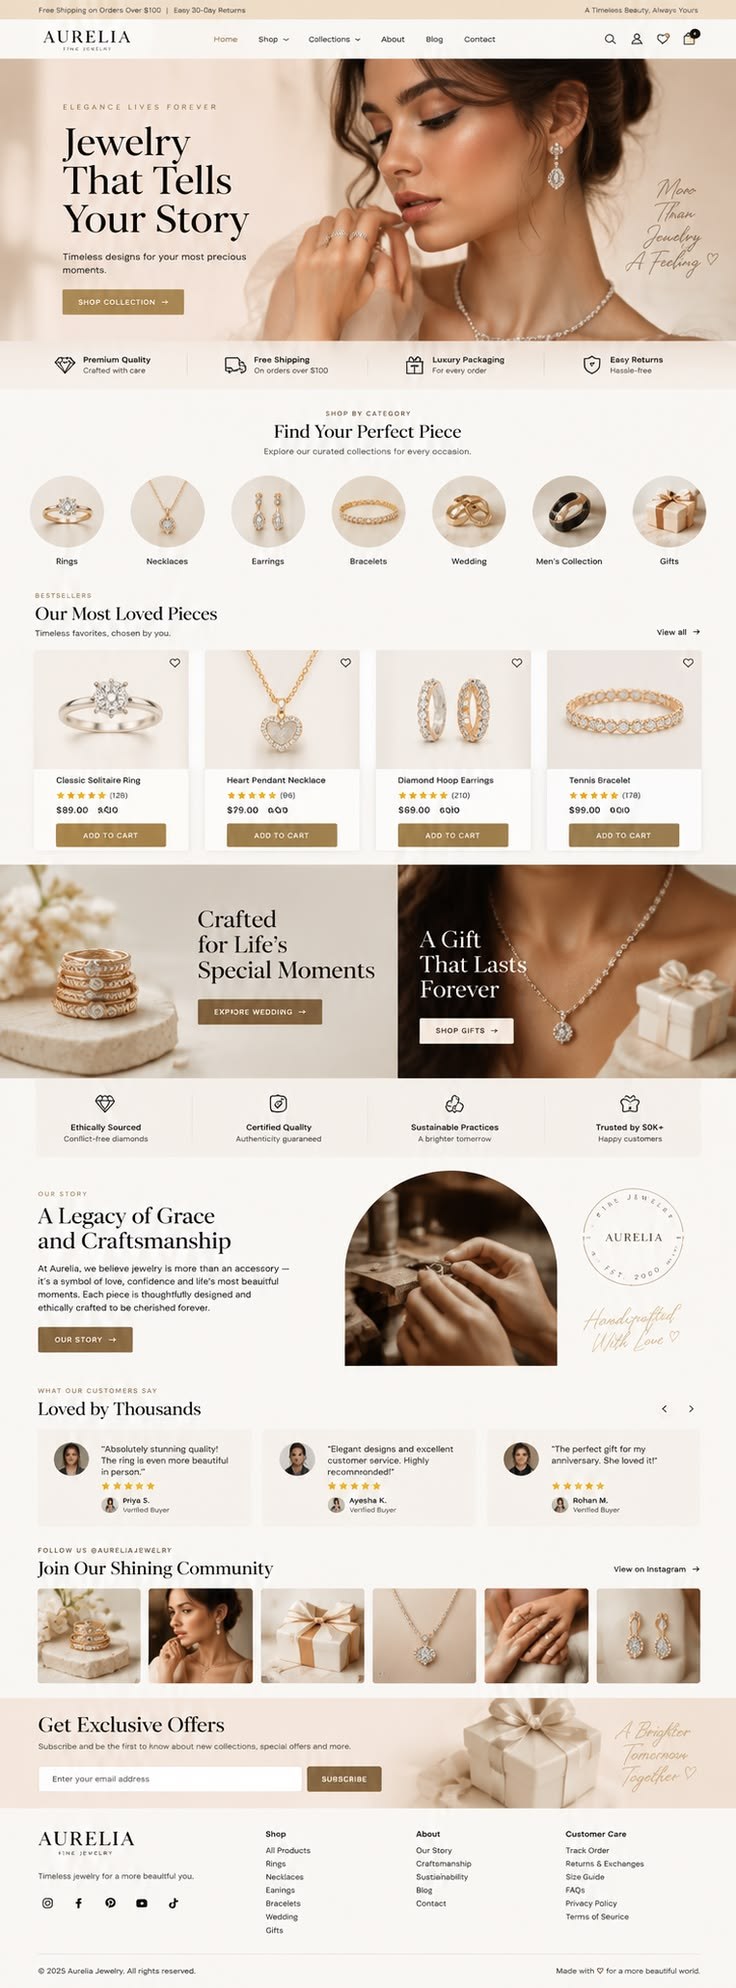 Free Shipping on Orders Over $100 | Easy 30-Day Returns
A Timeless Beauty, Always Yours
AURELIA
FINE JEWELRY
Home Shop Collections About Blog Contact
ELEGANCE LIVES FOREVER
Jewelry
That Tells
Your Story
Timeless designs for your most precious
moments.
SHOP COLLECTION →
More
Than
Jewelry
A Feeling ♡
Premium Quality
Crafted with care
Free Shipping
On orders over $100
Luxury Packaging
For every order
Easy Returns
Hassle-free
SHOP BY CATEGORY
Find Your Perfect Piece
Explore our curated collections for every occasion.
Rings
Necklaces
Earrings
Bracelets
Wedding
Men's Collection
Gifts
BESTSELLERS
Our Most Loved Pieces
Timeless favorites, chosen by you.
View all →
Classic Solitaire Ring
(128)
$89.00
ADD TO CART
Heart Pendant Necklace
(96)
$79.00
ADD TO CART
Diamond Hoop Earrings
(210)
$69.00
ADD TO CART
Tennis Bracelet
(178)
$99.00
ADD TO CART
Crafted
for Life's
Special Moments
EXPLORE WEDDING →
A Gift
That Lasts
Forever
SHOP GIFTS →
Ethically Sourced
Conflict-free diamonds
Certified Quality
Authenticity guaraneed
Sustainable Practices
A brighter tomorrow
Trusted by 50K+
Happy customers
OUR STORY
A Legacy of Grace
and Craftsmanship
At Aurelia, we believe jewelry is more than an accessory —
it's a symbol of love, confidence and life's most beauitful
moments. Each piece is thoughtfully designed and
ethically crafted to be cherished forever.
OUR STORY →
FINE JEWELRY
AURELIA
EST. 2000
Handcrafted
With Love ♡
WHAT OUR CUSTOMERS SAY
Loved by Thousands
"Absolutely stunning quality!
The ring is even more beautiful
in person."
Priya S.
Verified Buyer
"Elegant designs and excellent
customer service. Highly
recommronded!"
Ayesha K.
Verified Buyer
"The perfect gift for my
anniversary. She loved it!"
Rohan M.
Verified Buyer
FOLLOW US @AURELIAJEWELRY
Join Our Shining Community
View on Instagram →
Get Exclusive Offers
Subscribe and be the first to know about new collections, special offers and more.
Enter your email address
SUBSCRIBE
A Brighter
Tomorrow
Together ♡
AURELIA
FINE JEWELRY
Timeless jewelry for a more beautful you.
Shop
All Products
Rings
Necklaces
Eanings
Bracelets
Wedding
Gifts
About
Our Story
Craftsmanship
Sustiainability
Blog
Contact
Customer Care
Track Order
Returns & Exchanges
Size Guide
FAQs
Privacy Policy
Terms of Seurice
© 2025 Aurelia Jewelry. All rights reserved.
Made with ♡ for a more beautiful world.